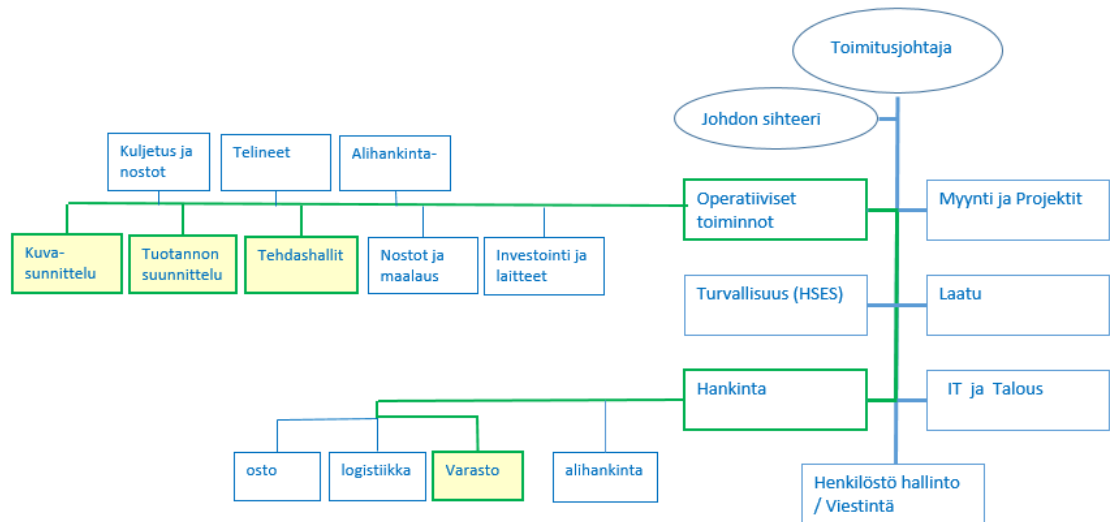 Toimitusjohtaja
Johdon sihteeri
Kuljetus ja
nostot
Telineet
Alihankinta-
Operatiiviset
toiminnot
Myynti ja Projektit
Kuva-
sunnittelu
Tuotannon
suunnittelu
Tehdashallit
Nostot ja
maalaus
Investointi ja
laitteet
Turvallisuus (HSES)
Laatu
Hankinta
IT ja Talous
osto
logistiikka
Varasto
alihankinta
Henkilöstö hallinto
/ Viestintä